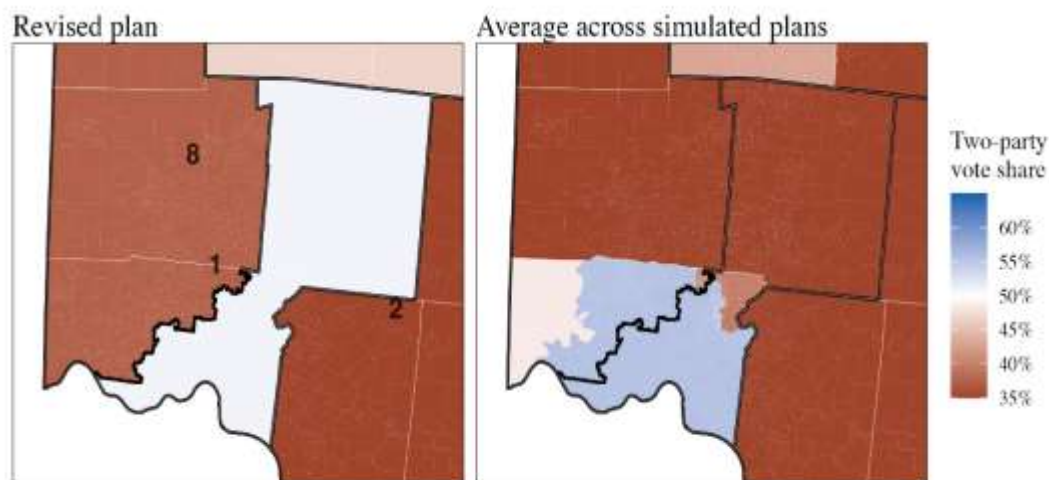 Revised plan
Average across simulated plans
8
1
2
Two-party
vote share
60%
55%
50%
45%
40%
35%